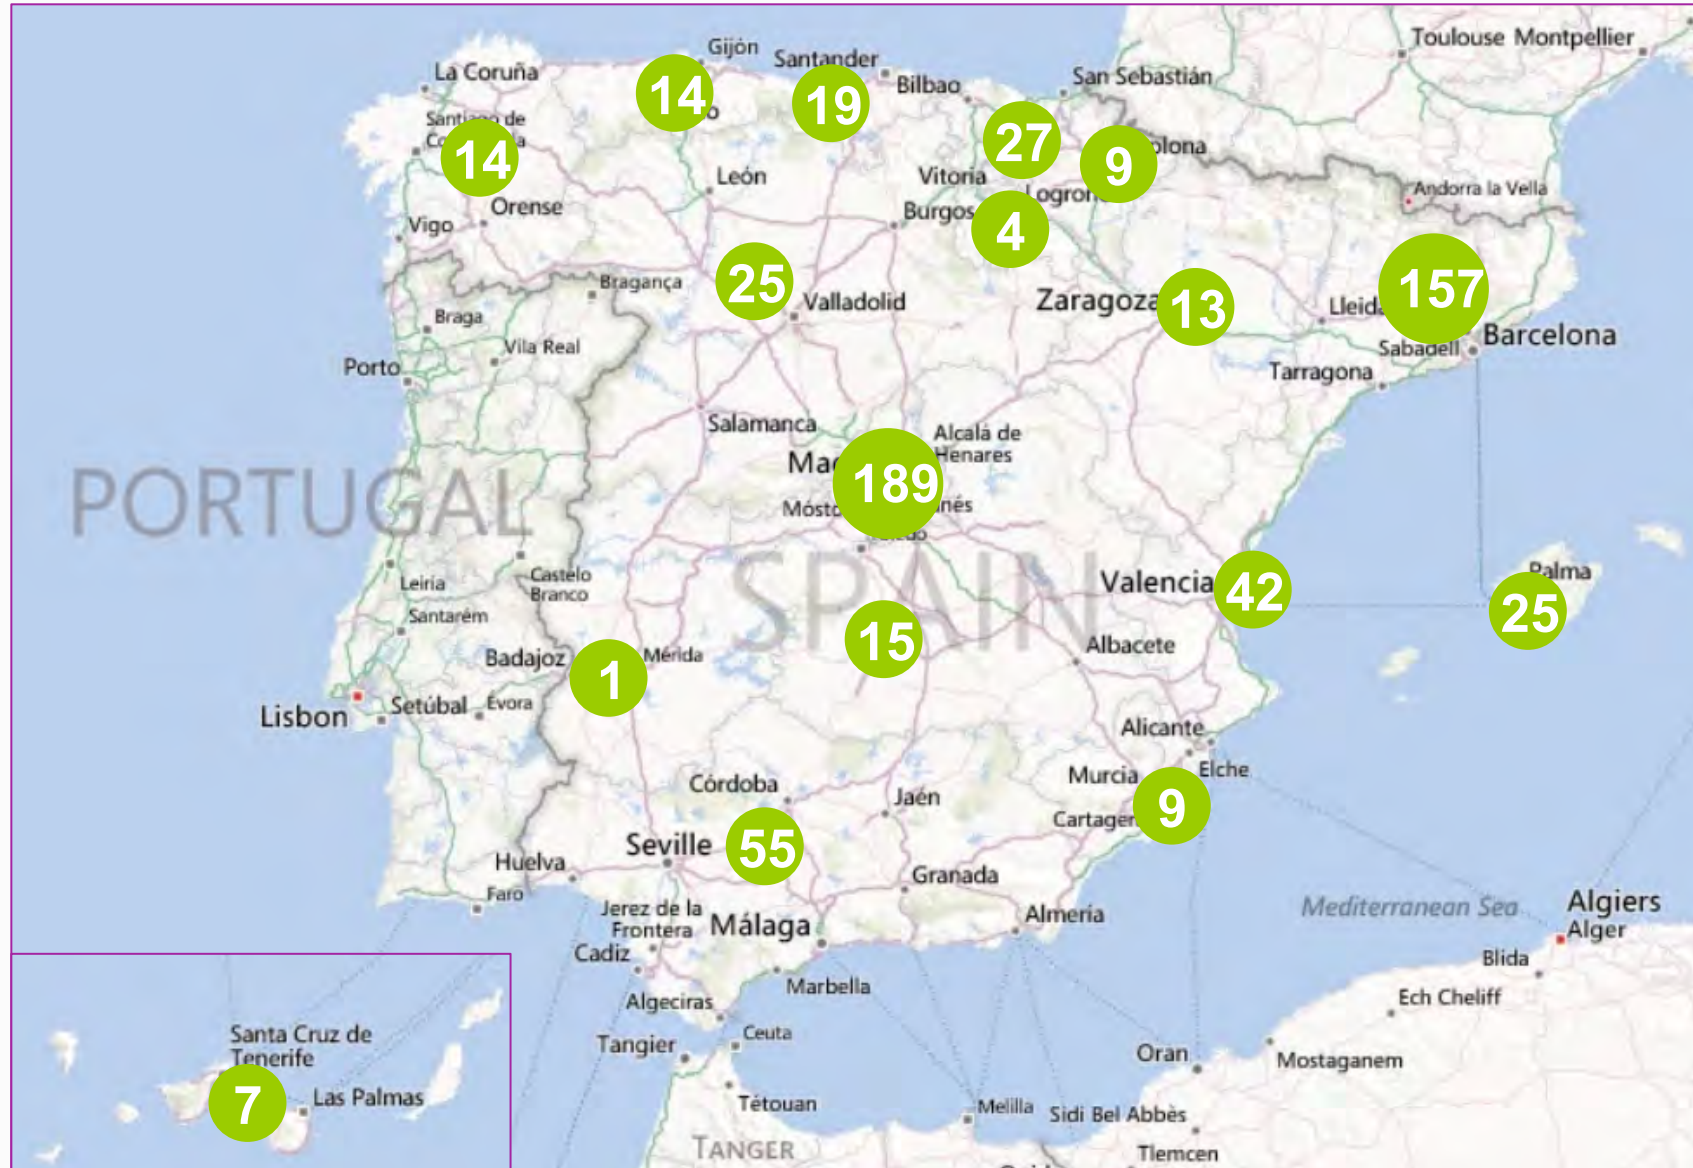 Gijón
Toulouse Montpellier
Santander
La Coruña
Bilbao
San Sebastián
14
19
Santiago de
27
14
9
Vitoria
León
Andorra la Vella
Orense
Burgos
4
Vigo
25
Bragança
Valladolid
Zaragoza
13
157
Braga
Barcelona
Vila Real
Sabadell
Porto
Tarragona
Salamanca
Alcalá de
Henares
189
PORTUGAL
SPAIN
Palma
Leiria
Castelo
Branco
Valencia
42
25
Santarém
15
Albacete
Badajoz
1
Mérida
Lisbon
Setúbal
Évora
Alicante
Elche
Murcia
Córdoba
Jaén
9
Seville
55
Huelva
Granada
Faro
Jerez de la
Frontera
Málaga
Almería
Mediterranean Sea
Algiers
Alger
Cadiz
Blida
Marbella
Algeciras
Ech Cheliff
Santa Cruz de
Tenerife
Tangier
Ceuta
Oran
Mostaganem
7
Las Palmas
Tétouan
Melilla
Sidi Bel Abbès
TANGER
Tlemcen